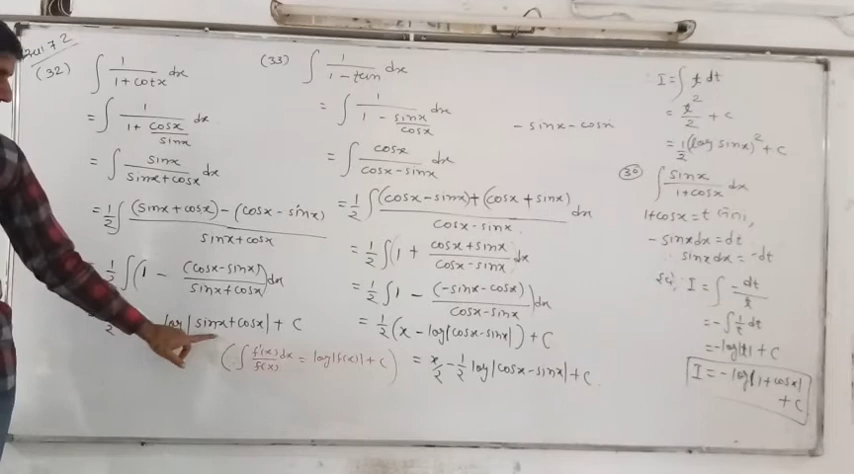 (32) ∫ 1/(1+cotx) dx
= ∫ 1/(1 + cosx/sinx) dx
= ∫ sinx/(sinx+cosx) dx
= 1/2 ∫ ((sinx+cosx) - (cosx-sinx))/(sinx+cosx)
1/2 ∫ (1 - (cosx-sinx)/(sinx+cosx)) dx
log|sinx+cosx| + C
(∵ ∫ f'(x)/f(x) dx = log|f(x)| + C)
(33) ∫ 1/(1-tan) dx
= ∫ 1/(1 - sinx/cosx) dx
= ∫ cosx/(cosx-sinx) dx
= 1/2 ∫ ((cosx-sinx)+(cosx+sinx))/(cosx-sinx) dx
= 1/2 ∫ (1 + (cosx+sinx)/(cosx-sinx) dx
= 1/2 ∫ 1 - (-sinx-cosx)/(cosx-sinx)) dx
= 1/2 (x - log|cosx-sinx|) + C
= x/2 - 1/2 log|cosx-sinx| + C.
- sinx - cosx
I = ∫ t dt
= t²/2 + c
= 1/2 (log sinx)² + C
(30) ∫ sinx/(1+cosx) dx
1+cosx = t
- sinx dx = dt
sinx dx = -dt
I = ∫ -dt/t
= -∫ 1/t dt
= -log|t| + C
I = -log|1+cosx| + C